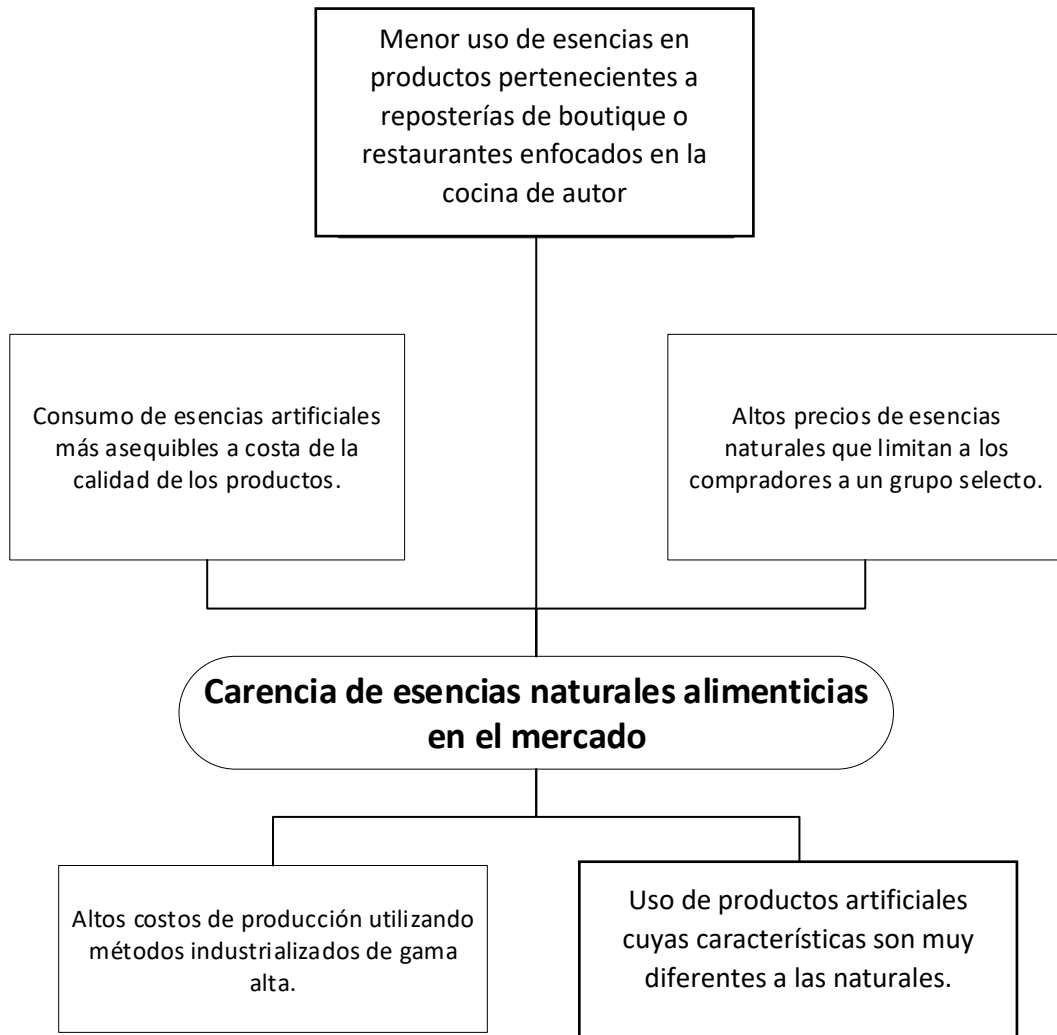 Menor uso de esencias en
productos pertenecientes a
reposterías de boutique o
restaurantes enfocados en la
cocina de autor
Consumo de esencias artificiales
más asequibles a costa de la
calidad de los productos.
Altos precios de esencias
naturales que limitan a los
compradores a un grupo selecto.
Carencia de esencias naturales alimenticias
en el mercado
Altos costos de producción utilizando
métodos industrializados de gama
alta.
Uso de productos artificiales
cuyas características son muy
diferentes a las naturales.